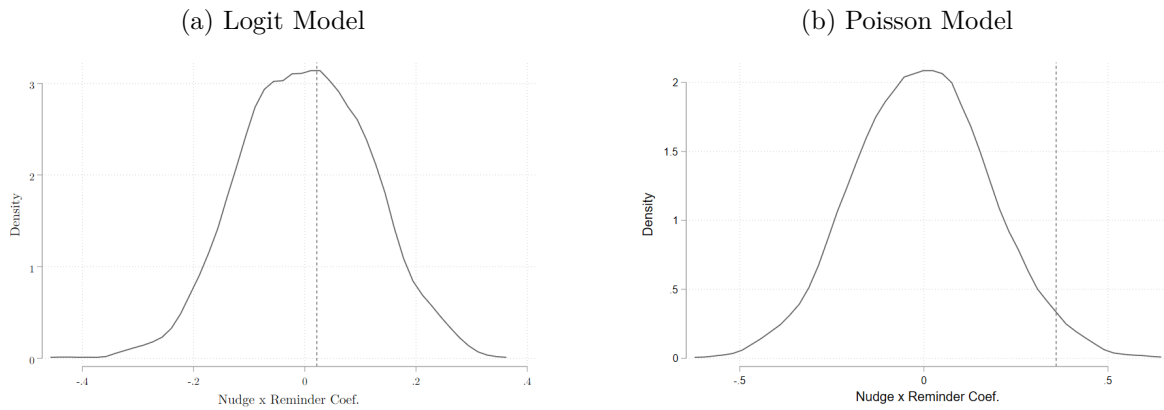 (a) Logit Model
3
2
1
0
Density
-.4 -.2 0 .2 .4
Nudge x Reminder Coef.
(b) Poisson Model
2
1.5
1
.5
0
Density
-.5 0 .5
Nudge x Reminder Coef.